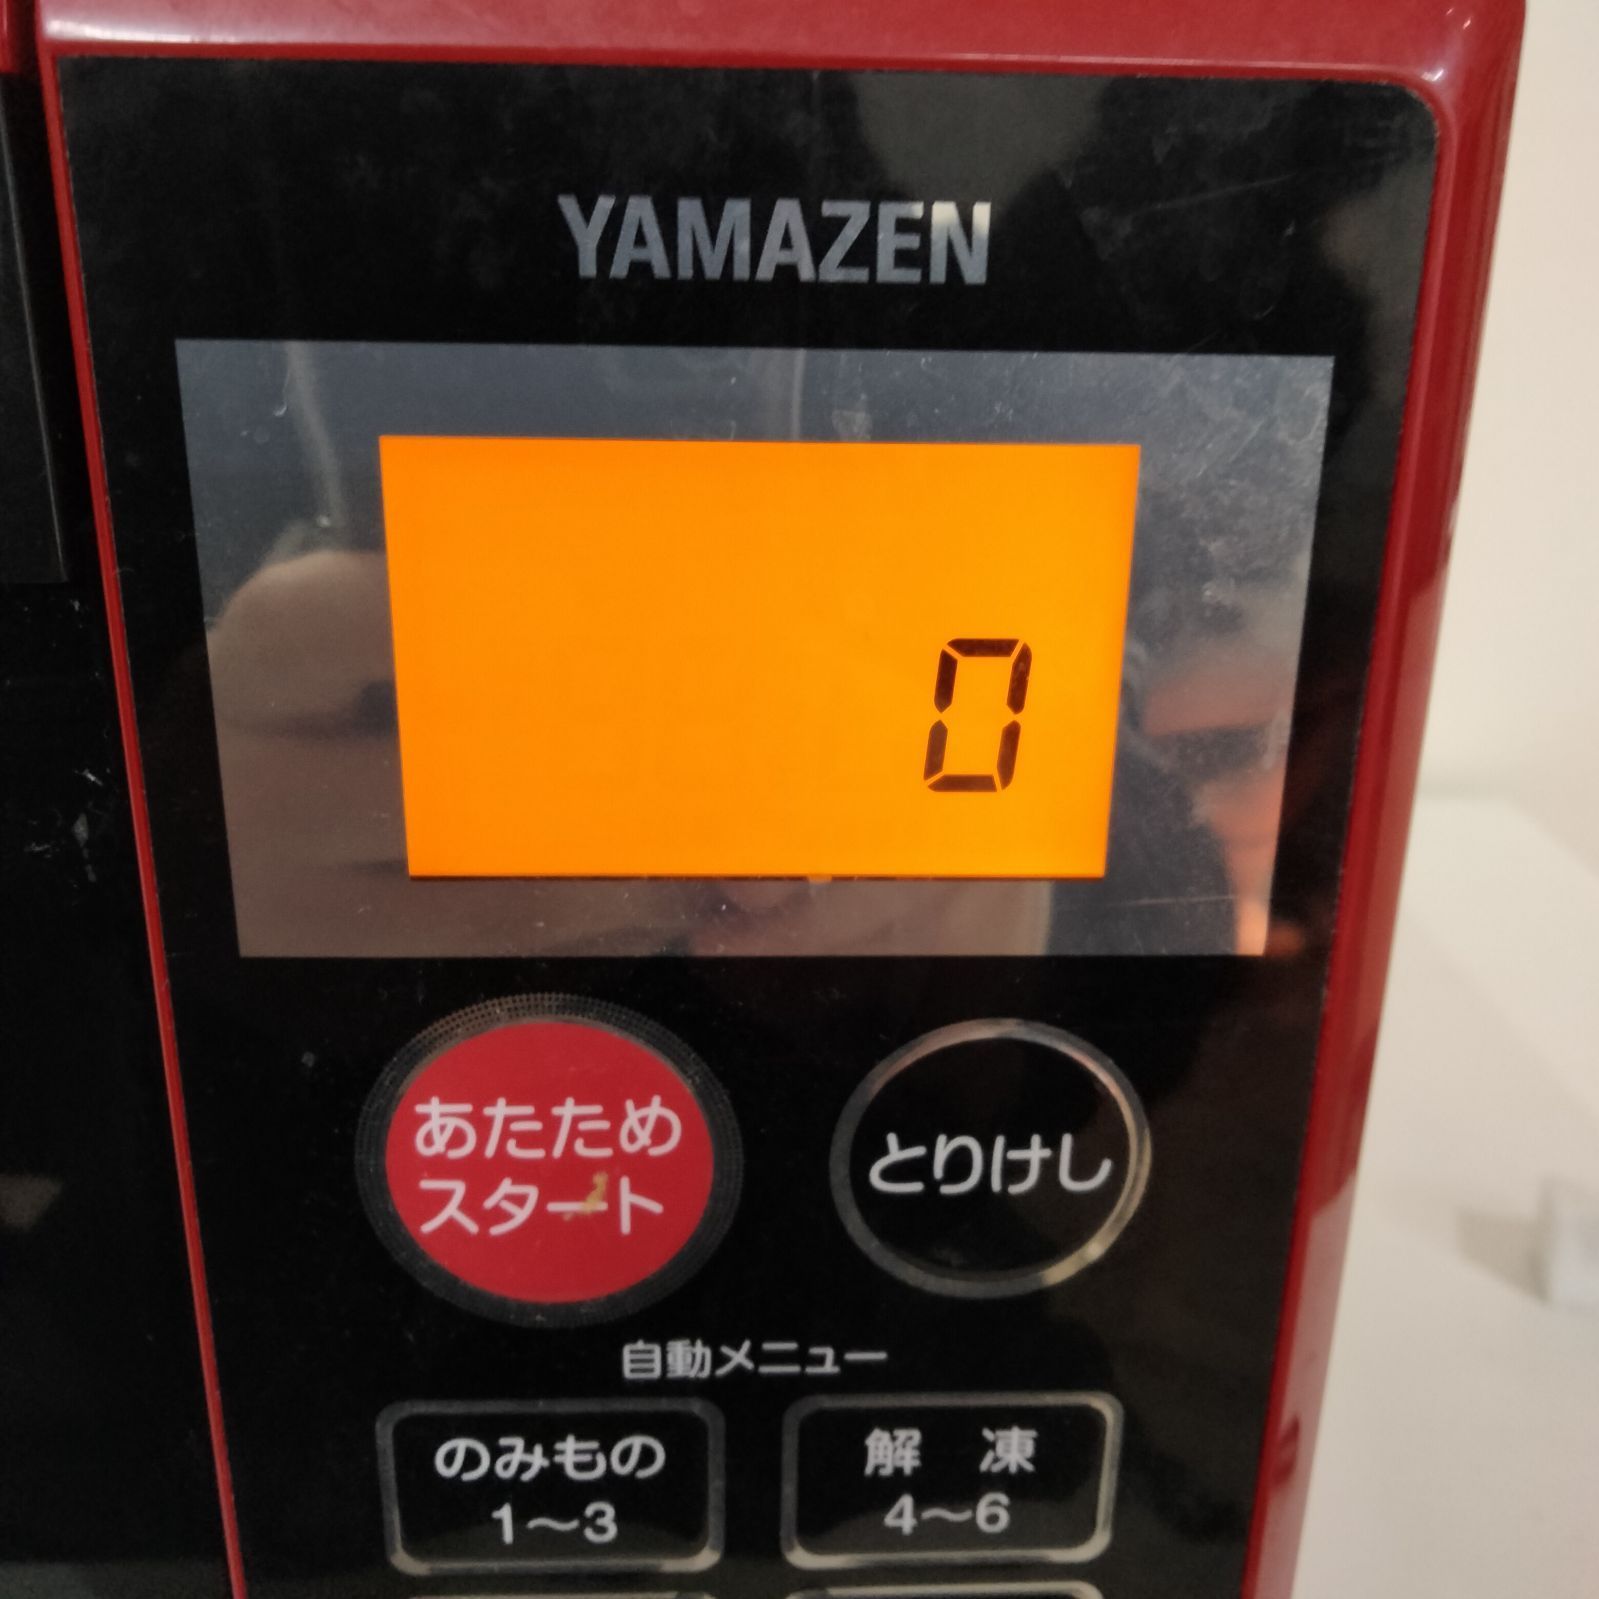 YAMAZEN
0
あたため
スタート
とりけし
自動メニュー
のみもの
1～3
解 凍
4～6